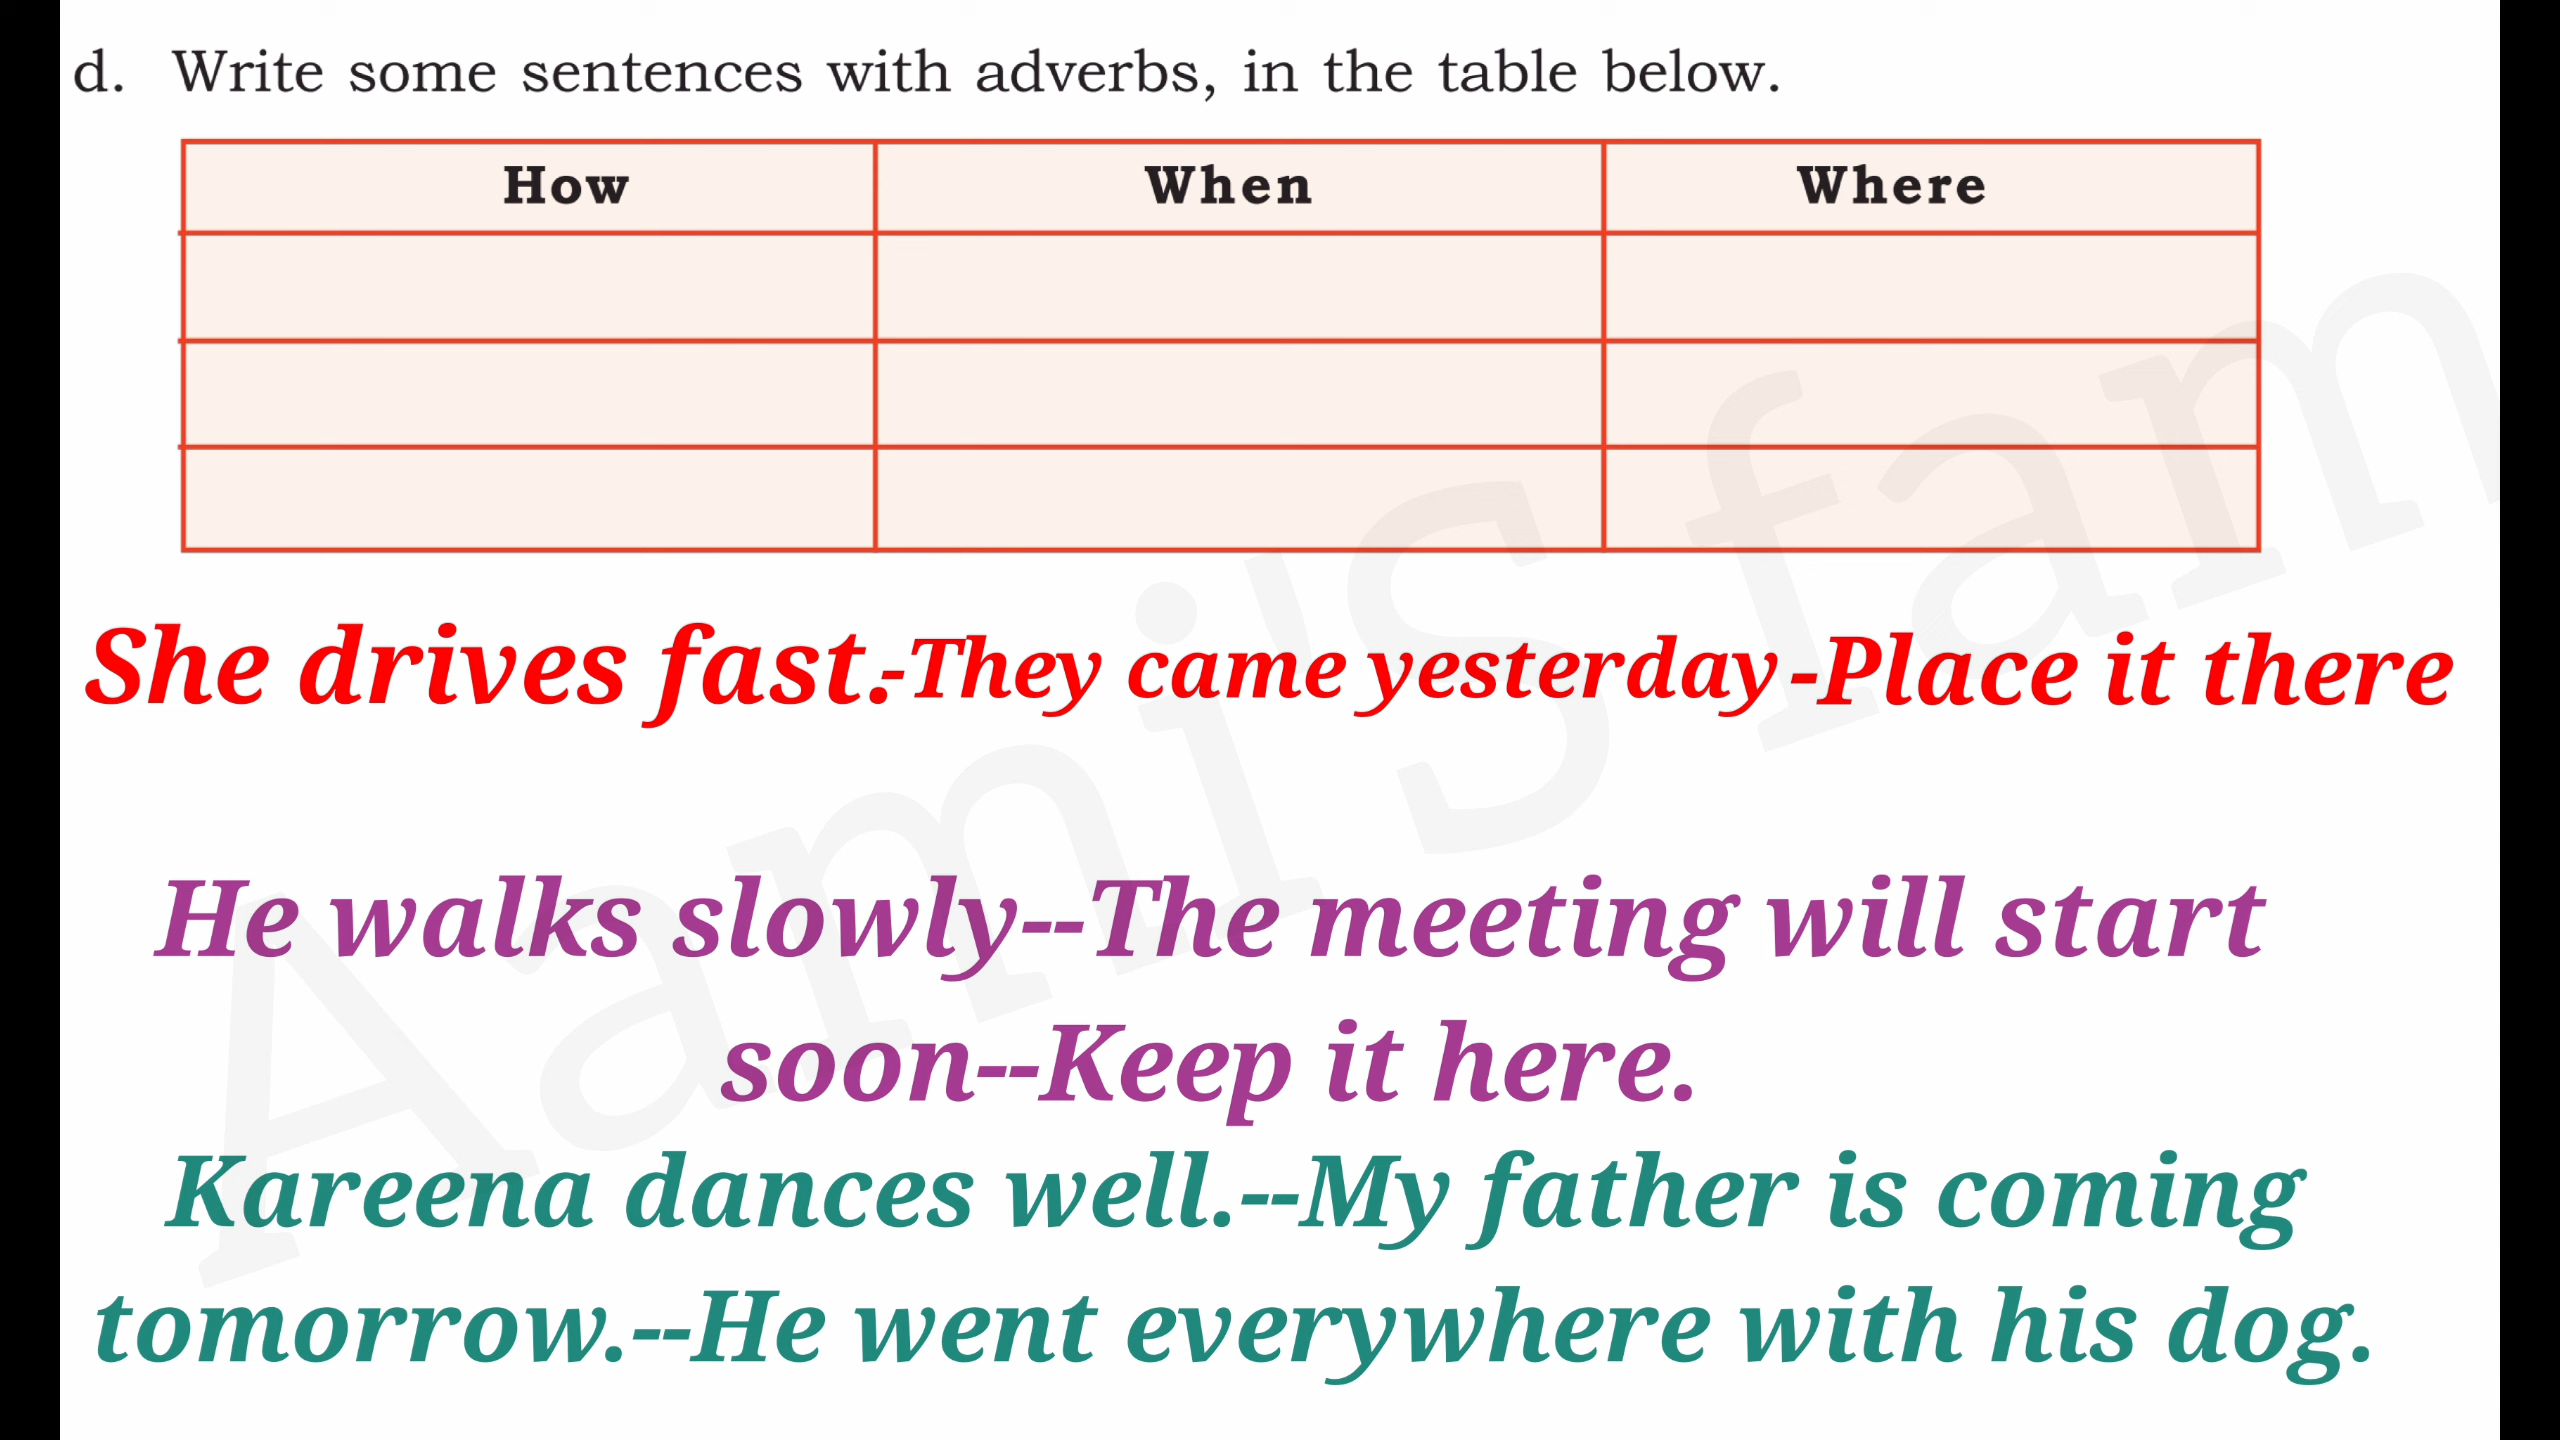 d. Write some sentences with adverbs, in the table below.
How When Where
She drives fast.-They came yesterday-Place it there
He walks slowly--The meeting will start
soon--Keep it here.
Kareena dances well.--My father is coming
tomorrow.--He went everywhere with his dog.
Aami'S fam